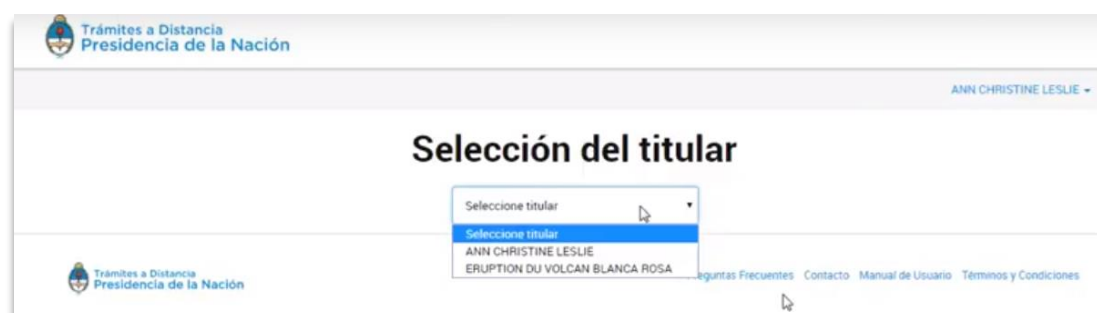 Trámites a Distancia
Presidencia de la Nación
ANN CHRISTINE LESLIE
Selección del titular
Seleccione titular
Seleccione titular
ANN CHRISTINE LESLIE
ERUPTION DU VOLCAN BLANCA ROSA
Trámites a Distancia
Presidencia de la Nación
Frecuentes Contacto Manual de Usuario Términos y Condiciones